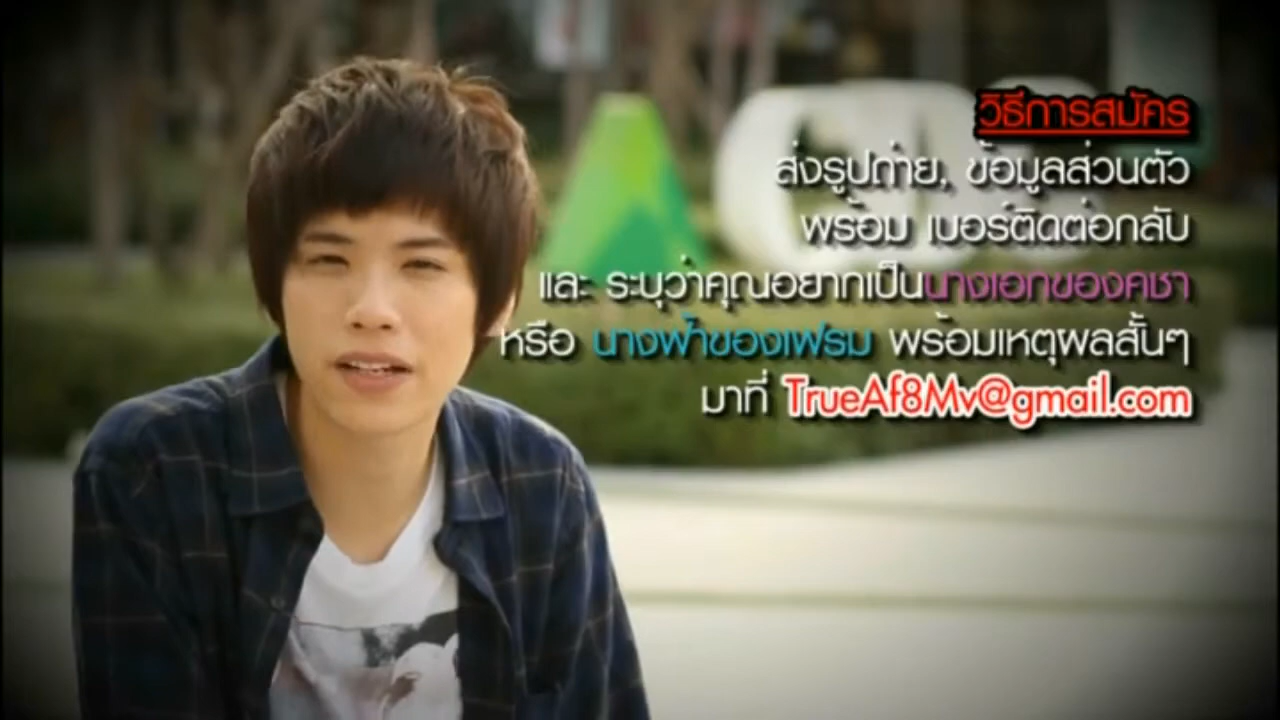 วิธีการสมัคร
ส่งรูปถ่าย, ข้อมูลส่วนตัว
พร้อม เบอร์ติดต่อกลับ
และ ระบุว่าคุณอยากเป็นนางเอกของคชา
หรือ นางฟ้าของเฟรม พร้อมเหตุผลสั้นๆ
มาที่ TrueAf8Mv@gmail.com